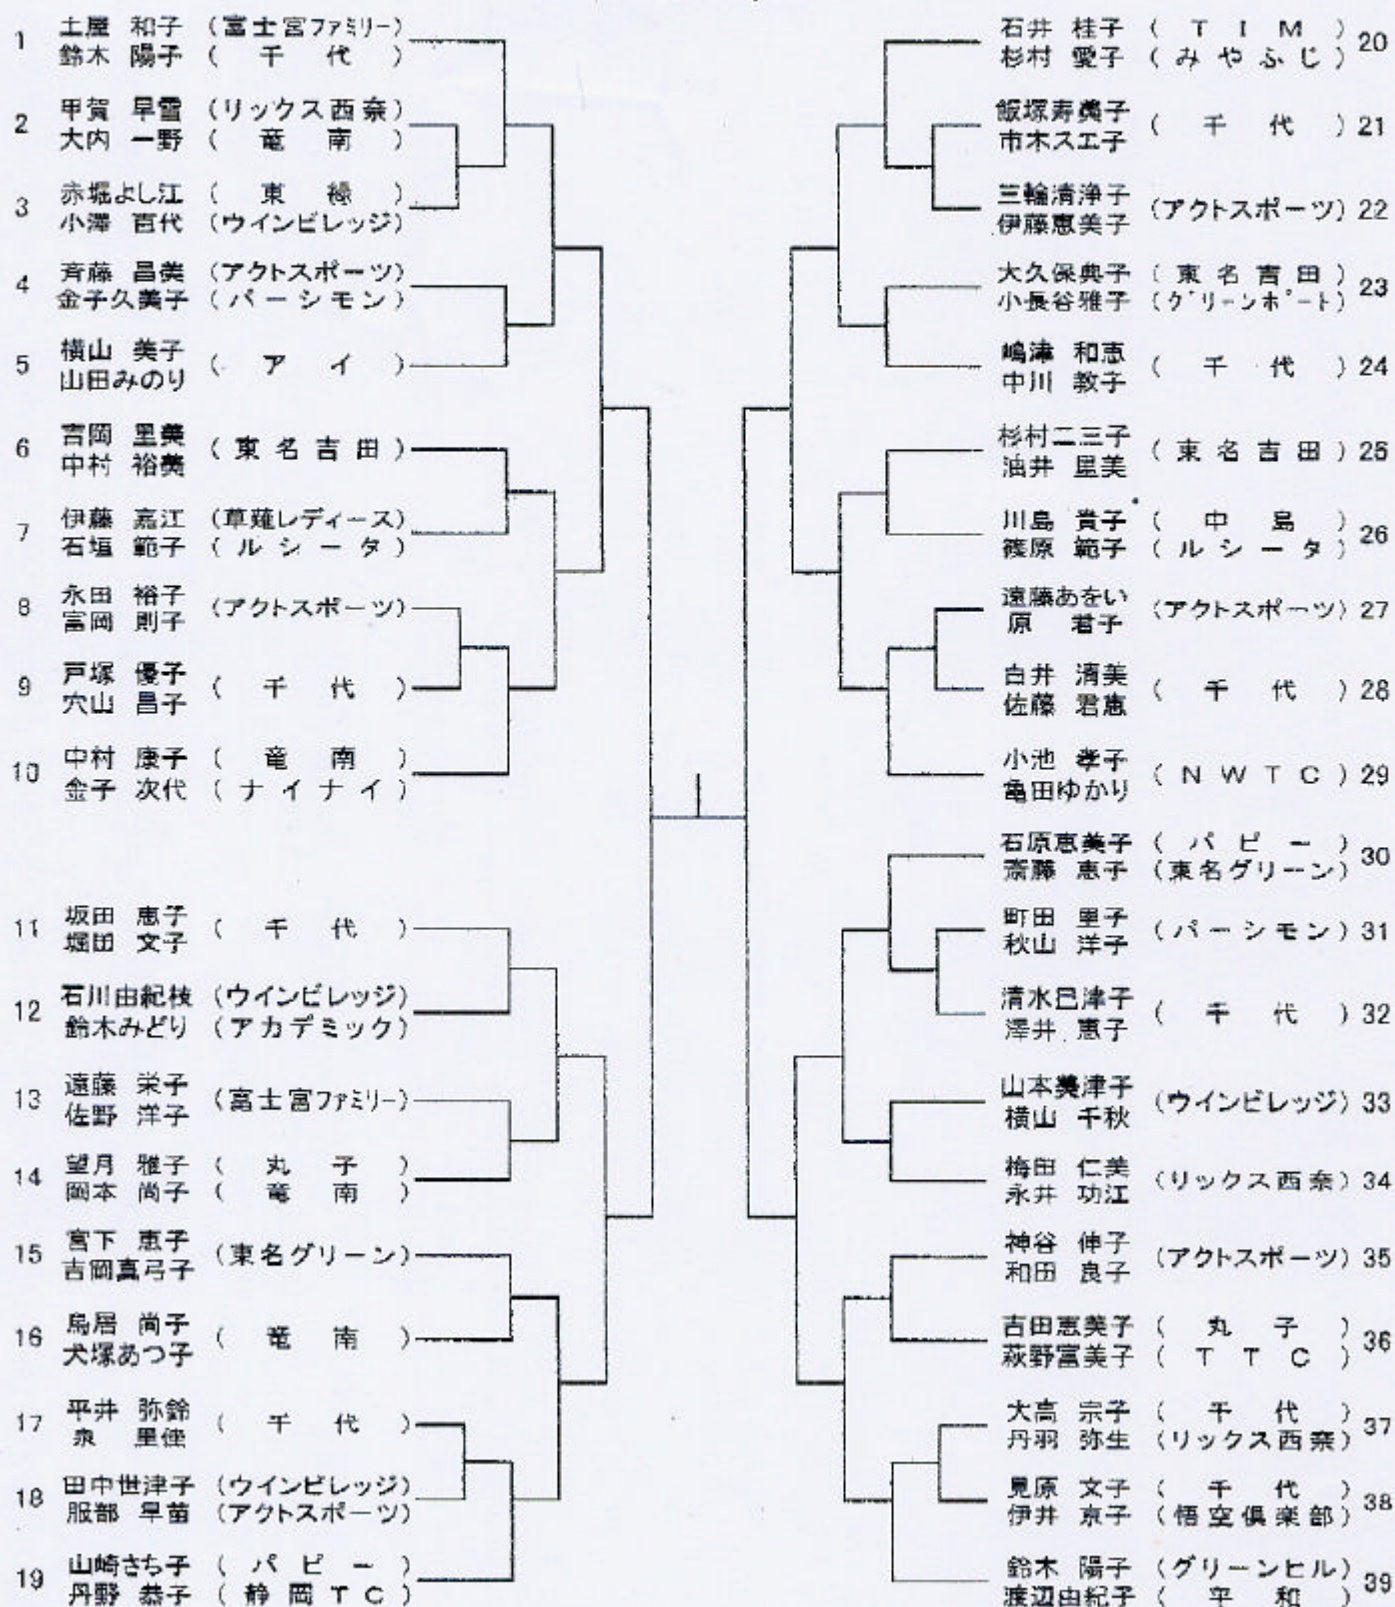 1 土屋 和子 (富士宮ファミリー)
鈴木 陽子 ( 千 代 )
2 甲賀 早雪 (リックス西奈)
大内 一野 ( 竜 南 )
3 赤堀よし江 ( 東 緑 )
小澤 百代 (ウインビレッジ)
4 斉藤 昌美 (アクトスポーツ)
金子久美子 (パーシモン)
5 横山 美子 ( ア イ )
山田みのり
6 吉岡 里美 (東名吉田)
中村 裕美
7 伊藤 嘉江 (草薙レディース)
石垣 範子 (ルシータ)
8 永田 裕子 (アクトスポーツ)
富岡 則子
9 戸塚 優子 ( 千 代 )
穴山 昌子
10 中村 康子 ( 竜 南 )
金子 次代 (ナイナイ)
11 坂田 恵子 ( 千 代 )
堀田 文子
12 石川由紀枝 (ウインビレッジ)
鈴木みどり (アカデミック)
13 遠藤 栄子 (富士宮ファミリー)
佐野 洋子
14 望月 雅子 ( 丸 子 )
岡本 尚子 ( 竜 南 )
15 宮下 恵子 (東名グリーン)
吉岡真弓子
16 鳥居 尚子 ( 竜 南 )
犬塚あつ子
17 平井 弥鈴 ( 千 代 )
泉 里佳
18 田中世津子 (ウインビレッジ)
服部 早苗 (アクトスポーツ)
19 山崎さち子 (パピー)
丹野 恭子 (静岡TC)
石井 桂子 (TIM) 20
杉村 愛子 (みやふじ)
飯塚寿美子 ( 千 代 ) 21
市木スエ子
三輪清浄子 (アクトスポーツ) 22
伊藤恵美子
大久保典子 (東名吉田) 23
小長谷雅子 (グリーンポート)
嶋津 和恵 ( 千 代 ) 24
中川 教子
杉村二三子 (東名吉田) 25
油井 里美
川島 貴子 ( 中 島 ) 26
篠原 範子 (ルシータ)
遠藤あをい (アクトスポーツ) 27
原 君子
白井 清美 ( 千 代 ) 28
佐藤 君恵
小池 孝子 (NWTC) 29
亀田ゆかり
石原恵美子 (パピー) 30
斎藤 恵子 (東名グリーン)
町田 里子 (パーシモン) 31
秋山 洋子
清水巳津子 ( 千 代 ) 32
澤井 恵子
山本美津子 (ウインビレッジ) 33
横山 千秋
梅田 仁美 (リックス西奈) 34
永井 功江
神谷 伸子 (アクトスポーツ) 35
和田 良子
吉田恵美子 ( 丸 子 ) 36
萩野富美子 (TTC)
大高 宗子 ( 千 代 ) 37
丹羽 弥生 (リックス西奈)
見原 文子 ( 千 代 ) 38
伊井 京子 (悟空倶楽部)
鈴木 陽子 (グリーンヒル) 39
渡辺由紀子 ( 平 和 )